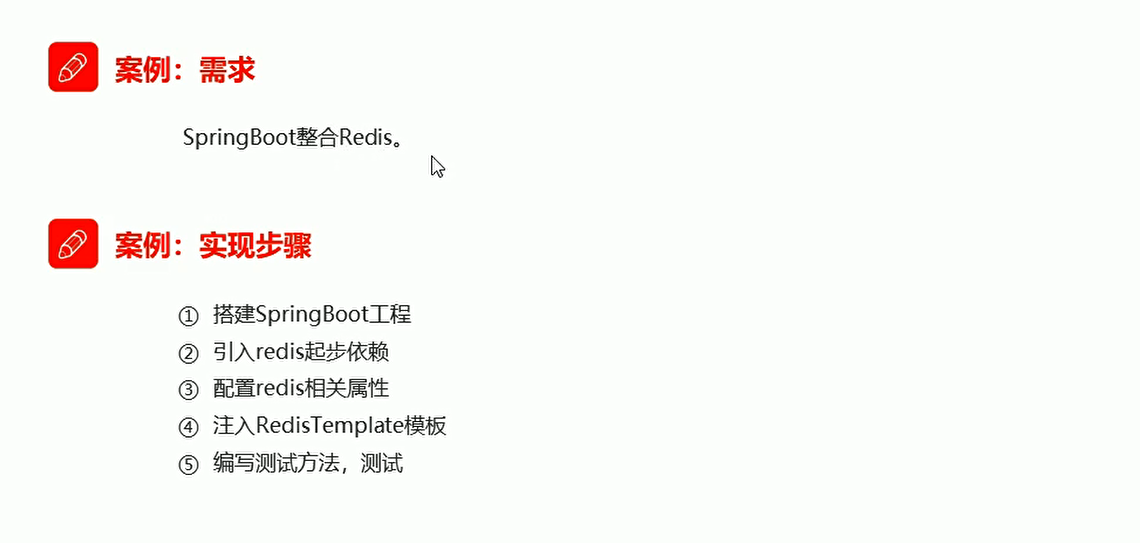 案例：需求
SpringBoot整合Redis。
案例：实现步骤
① 搭建SpringBoot工程
② 引入redis起步依赖
③ 配置redis相关属性
④ 注入RedisTemplate模板
⑤ 编写测试方法，测试